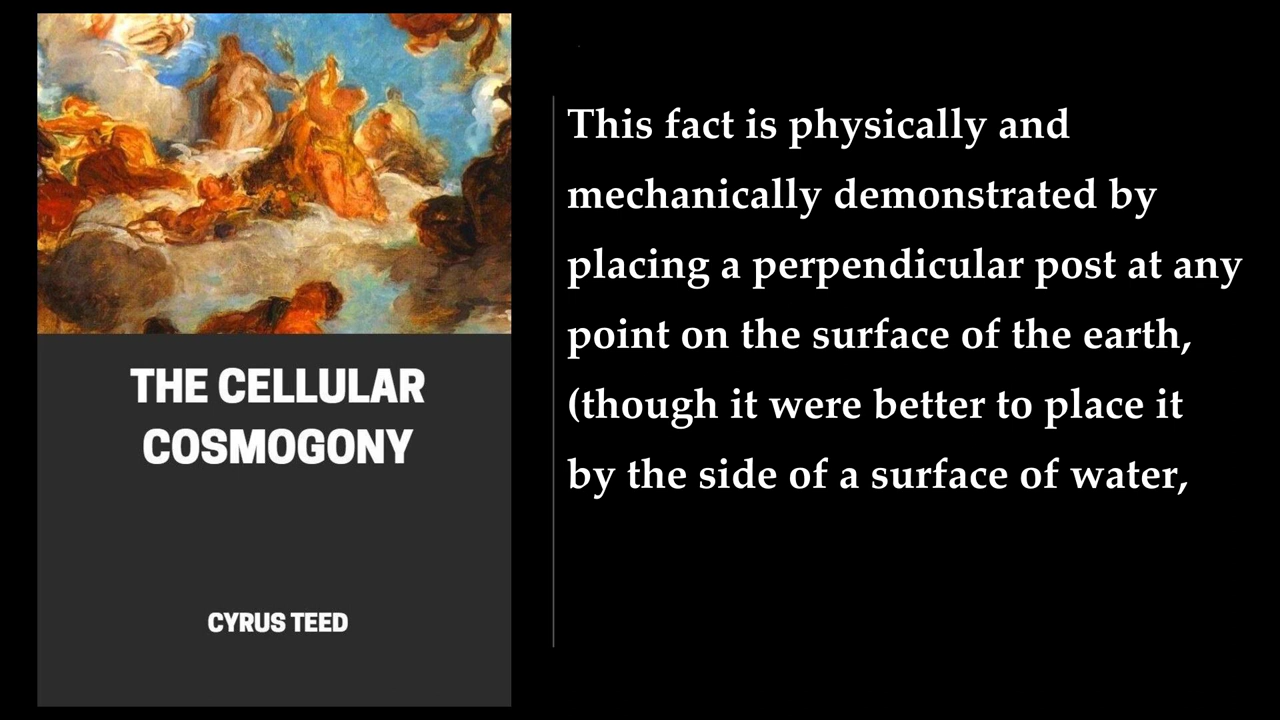 THE CELLULAR
COSMOGONY
CYRUS TEED
This fact is physically and
mechanically demonstrated by
placing a perpendicular post at any
point on the surface of the earth,
(though it were better to place it
by the side of a surface of water,